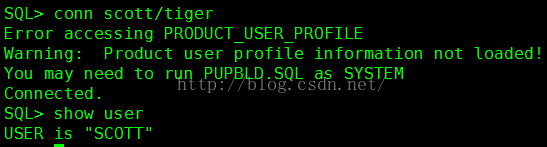 SQL> conn scott/tiger
Error accessing PRODUCT_USER_PROFILE
Warning:  Product user profile information not loaded!
You may need to run PUPBLD.SQL as SYSTEM
Connected.
http://blog.csdn.net/
SQL> show user
USER is "SCOTT"